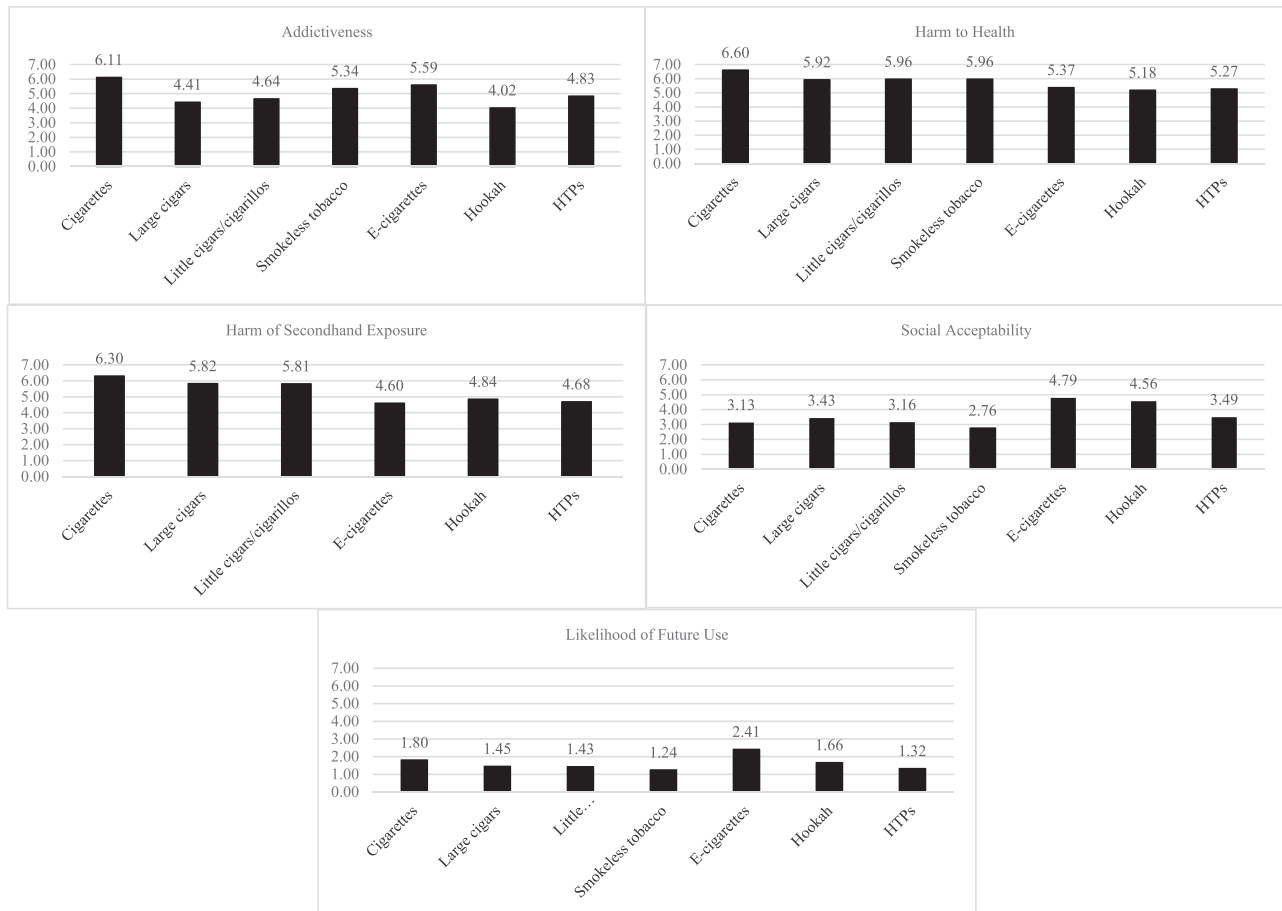 Addictiveness
7.00
6.00
5.00
4.00
3.00
2.00
1.00
0.00
6.11
4.41
4.64
5.34
5.59
4.02
4.83
Cigarettes
Large cigars
Little cigars/cigarillos
Smokeless tobacco
E-cigarettes
Hookah
HTPs
Harm to Health
7.00
6.00
5.00
4.00
3.00
2.00
1.00
0.00
6.60
5.92
5.96
5.96
5.37
5.18
5.27
Cigarettes
Large cigars
Little cigars/cigarillos
Smokeless tobacco
E-cigarettes
Hookah
HTPs
Harm of Secondhand Exposure
7.00
6.00
5.00
4.00
3.00
2.00
1.00
0.00
6.30
5.82
5.81
4.60
4.84
4.68
Cigarettes
Large cigars
Little cigars/cigarillos
E-cigarettes
Hookah
HTPs
Social Acceptability
7.00
6.00
5.00
4.00
3.00
2.00
1.00
0.00
3.13
3.43
3.16
2.76
4.79
4.56
3.49
Cigarettes
Large cigars
Little cigars/cigarillos
Smokeless tobacco
E-cigarettes
Hookah
HTPs
Likelihood of Future Use
7.00
6.00
5.00
4.00
3.00
2.00
1.00
0.00
1.80
1.45
1.43
1.24
2.41
1.66
1.32
Cigarettes
Large cigars
Little…
Smokeless tobacco
E-cigarettes
Hookah
HTPs